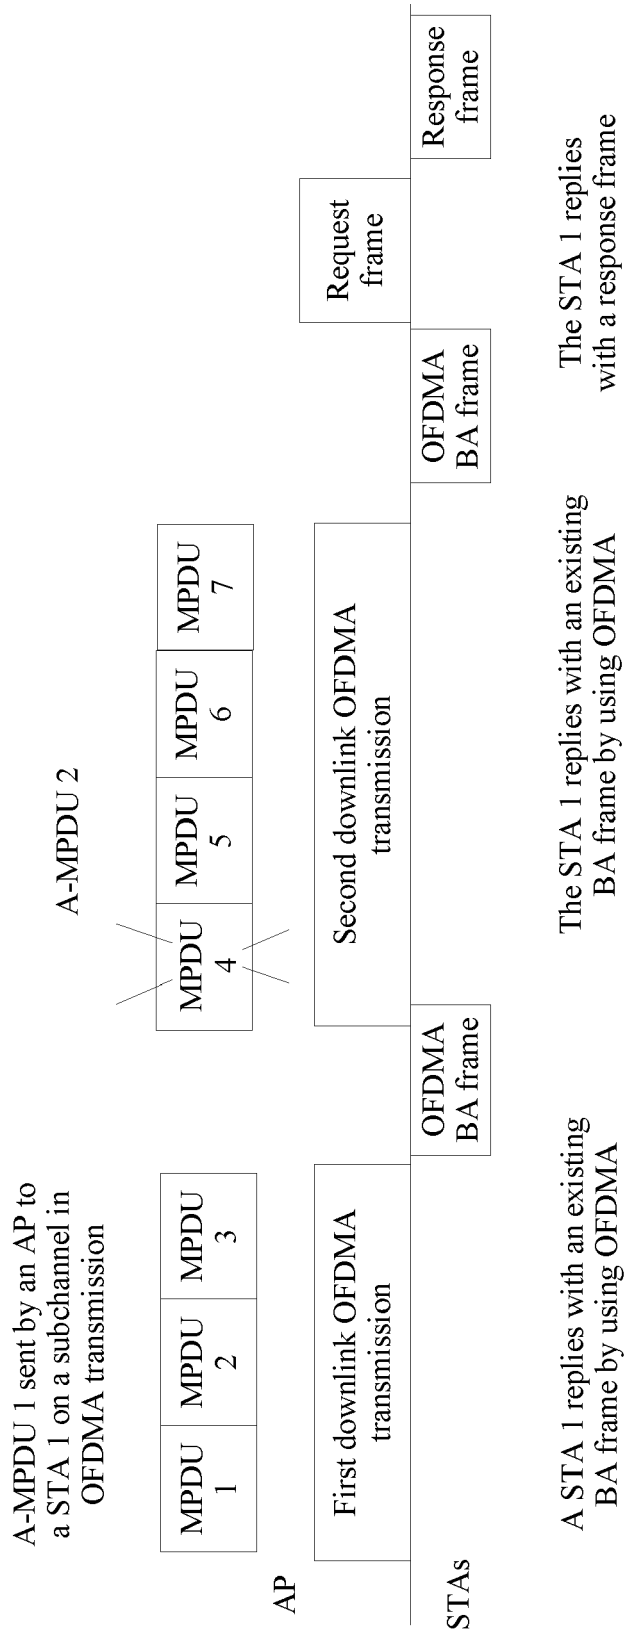 A-MPDU 1 sent by an AP to
a STA 1 on a subchannel in
OFDMA transmission
A-MPDU 2
MPDU
1
MPDU
2
MPDU
3
MPDU
4
MPDU
5
MPDU
6
MPDU
7
AP
First downlink OFDMA
transmission
Second downlink OFDMA
transmission
Request
frame
STAs
OFDMA
BA frame
OFDMA
BA frame
Response
frame
A STA 1 replies with an existing
BA frame by using OFDMA
The STA 1 replies with an existing
BA frame by using OFDMA
The STA 1 replies
with a response frame